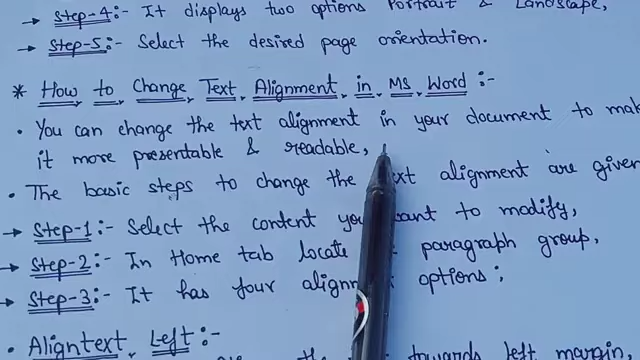 → Step-4:- It displays two options Portrait & Landscape,
→ Step-5:- Select the desired page orientation.
* How to Change Text Alignment in MS Word :-
• You can change the text alignment in your document to mak
it more presentable & readable,
• The basic steps to change the text alignment are given
→ Step-1:- Select the content you want to modify,
→ Step-2:- In Home tab locate paragraph group,
→ Step-3:- It has four alignment options;
• Aligntext Left :-
towards left margin,